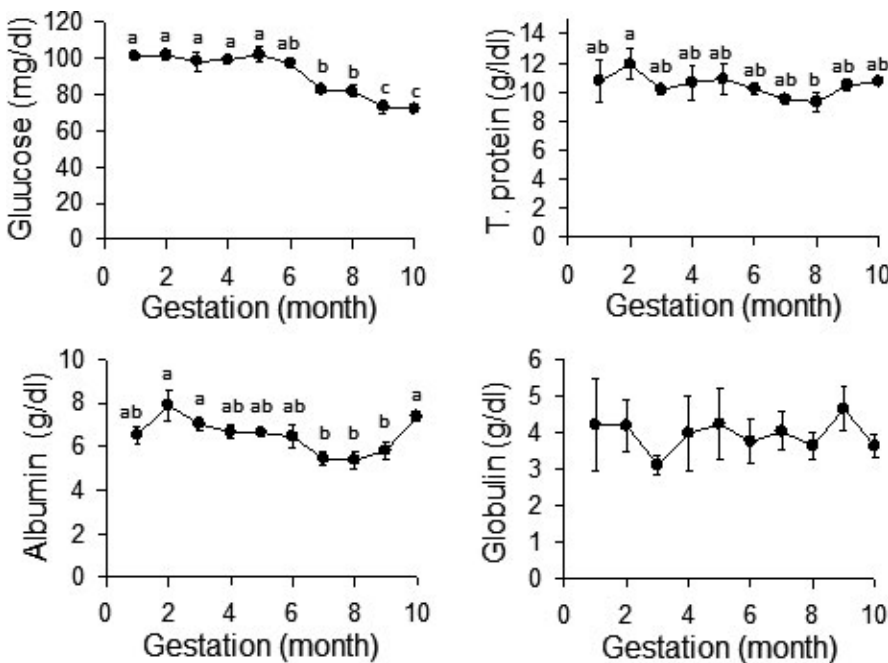 Gluucose (mg/dl)
120
100
80
60
40
20
0
a a a a a ab b b c c
0 2 4 6 8 10
Gestation (month)
T. protein (g/ldl)
14
12
10
8
6
4
2
0
ab a ab ab ab ab ab b ab ab
0 2 4 6 8 10
Gestation (month)
Albumin (g/dl)
10
8
6
4
2
0
ab a a ab ab ab b b b a
0 2 4 6 8 10
Gestation (month)
Globulin (g/dl)
6
5
4
3
2
1
0
0 2 4 6 8 10
Gestation (month)